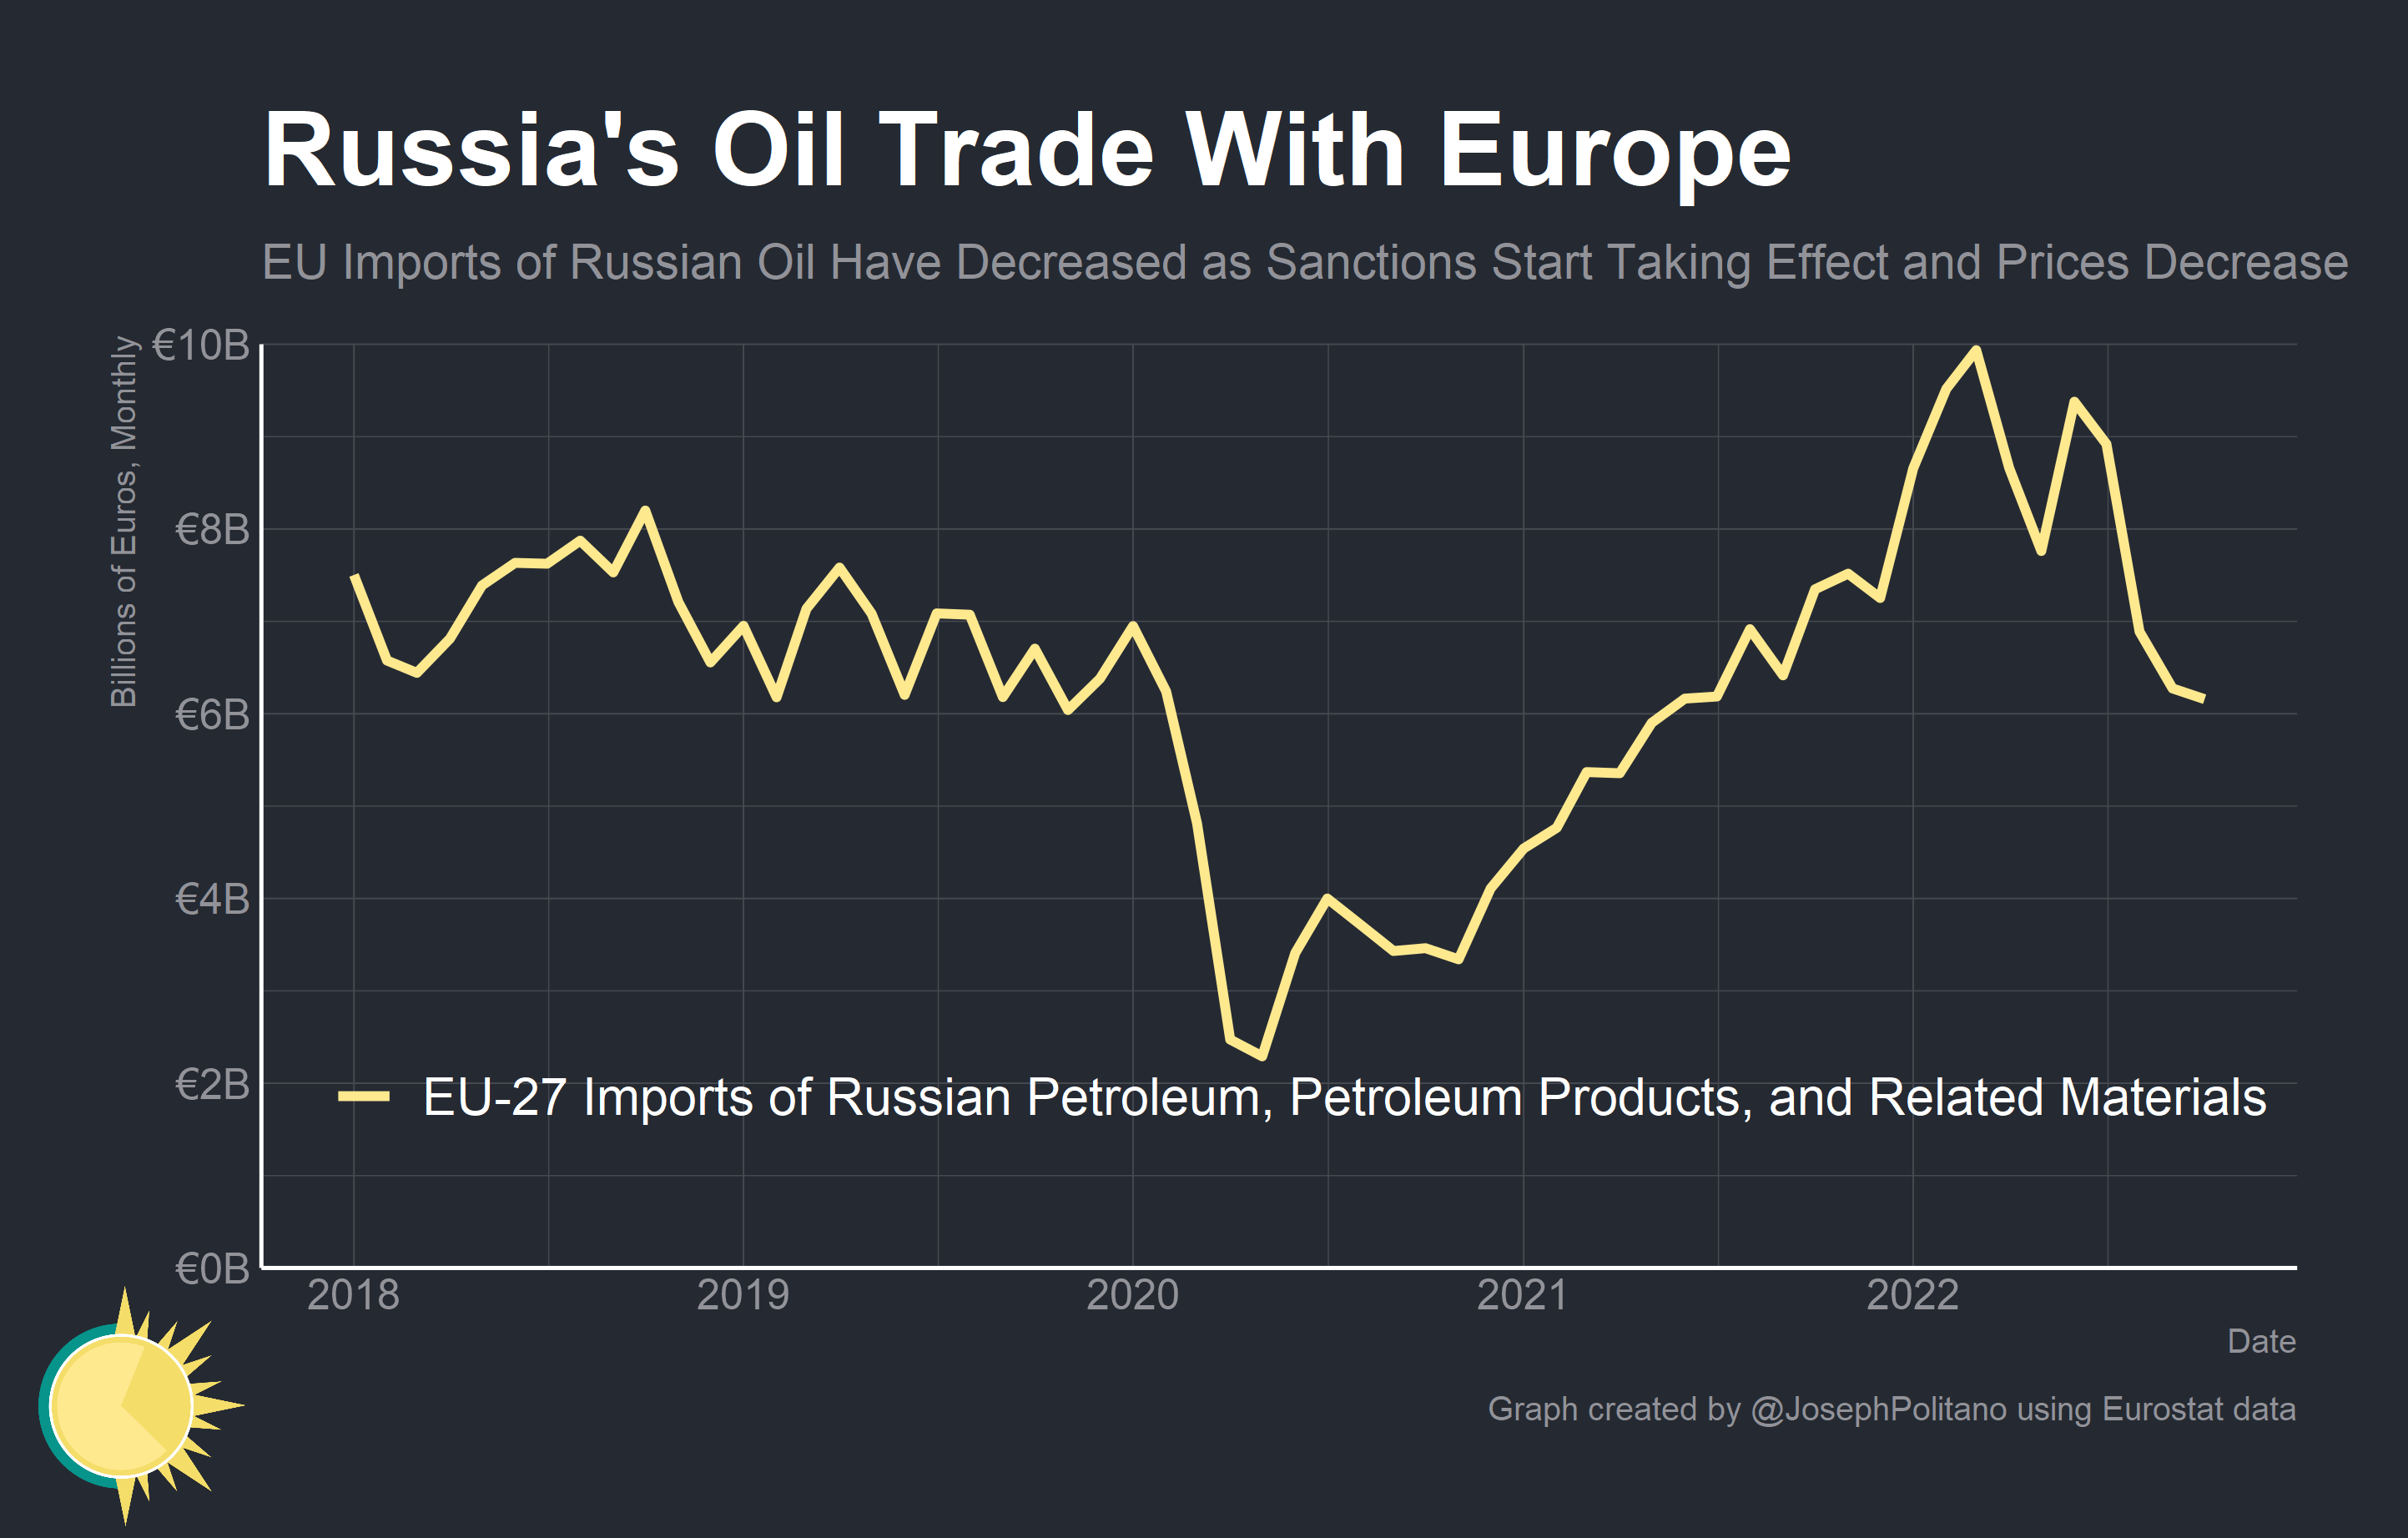 Russia's Oil Trade With Europe
EU Imports of Russian Oil Have Decreased as Sanctions Start Taking Effect and Prices Decrease
Billions of Euros, Monthly
€10B
€8B
€6B
€4B
€2B
€0B
EU-27 Imports of Russian Petroleum, Petroleum Products, and Related Materials
2018 2019 2020 2021 2022
Date
Graph created by @JosephPolitano using Eurostat data